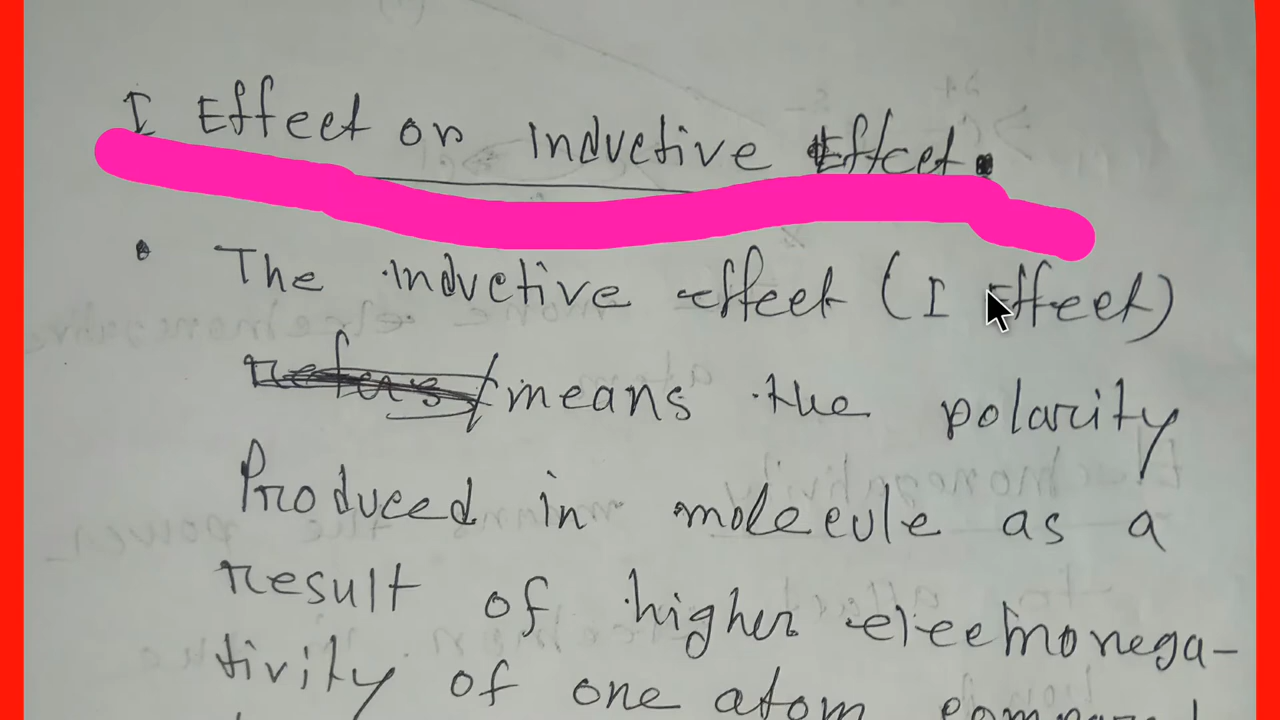 I Effect or inductive Effect.
• The inductive effect (I Effect)
means the polarity
Produced in molecule as a
result of higher electronega-
tivity of one atom compared